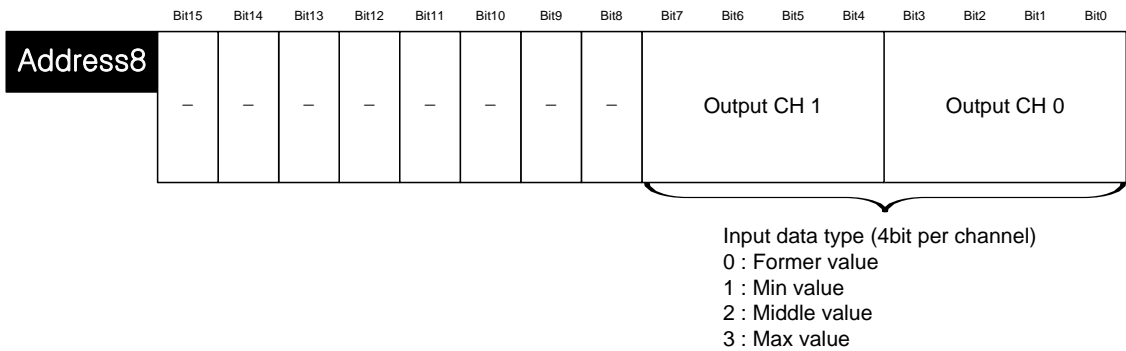 Bit15 Bit14 Bit13 Bit12 Bit11 Bit10 Bit9 Bit8 Bit7 Bit6 Bit5 Bit4 Bit3 Bit2 Bit1 Bit0
Address8
– – – – – – – – Output CH 1 Output CH 0
Input data type (4bit per channel)
0 : Former value
1 : Min value
2 : Middle value
3 : Max value